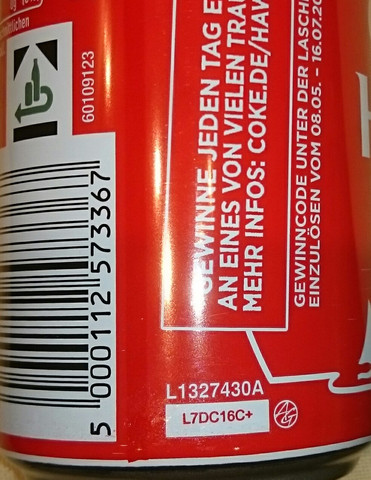 60109123
GEWINNE JEDEN TAG
AN EINES VON VIELEN
MEHR INFOS: COKE.DE/HAV
GEWINNCODE UNTER DER LASCH
EINZULÖSEN VOM 08.05. – 16.07.20
5 000112 573367
L1327430A
L7DC16C+